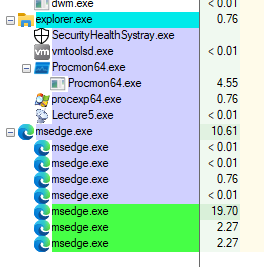 dwm.exe < 0.01
explorer.exe 0.76
SecurityHealthSystray.exe
vmtoolsd.exe < 0.01
Procmon64.exe
Procmon64.exe 4.55
procexp64.exe 0.76
Lecture5.exe < 0.01
msedge.exe 10.61
msedge.exe < 0.01
msedge.exe < 0.01
msedge.exe 0.76
msedge.exe < 0.01
msedge.exe 19.70
msedge.exe 2.27
msedge.exe 2.27